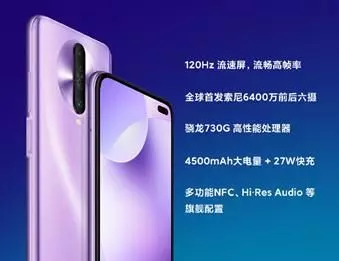 120Hz 流速屏，流畅高帧率
全球首发索尼6400万前后六摄
骁龙730G 高性能处理器
4500mAh大电量 + 27W快充
多功能NFC、Hi-Res Audio 等
旗舰配置